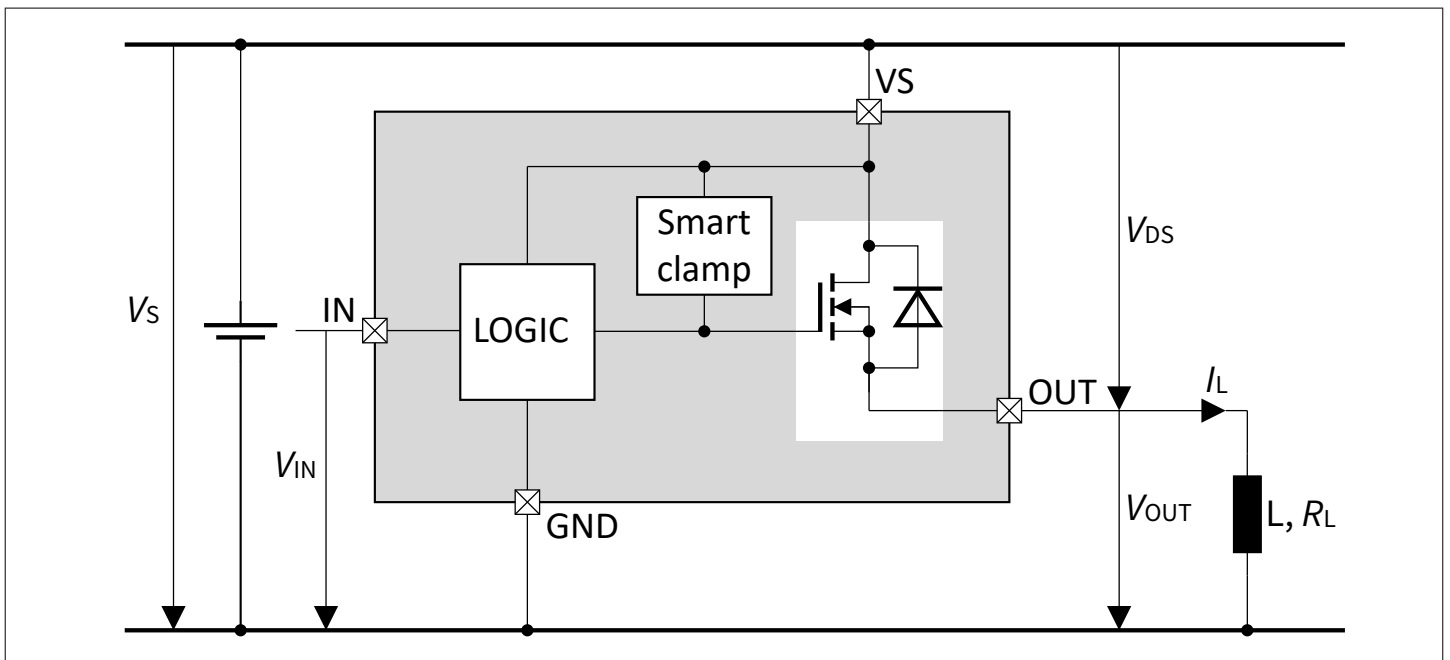 VS
Smart
clamp
VDS
VS
IN
LOGIC
OUT
IL
VIN
VOUT
L, RL
GND